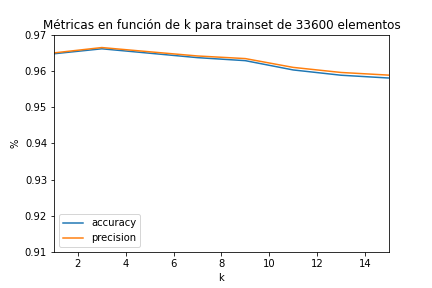 Métricas en función de k para trainset de 33600 elementos
0.97
0.96
0.95
0.94
0.93
0.92
0.91
%
accuracy
precision
2 4 6 8 10 12 14
k